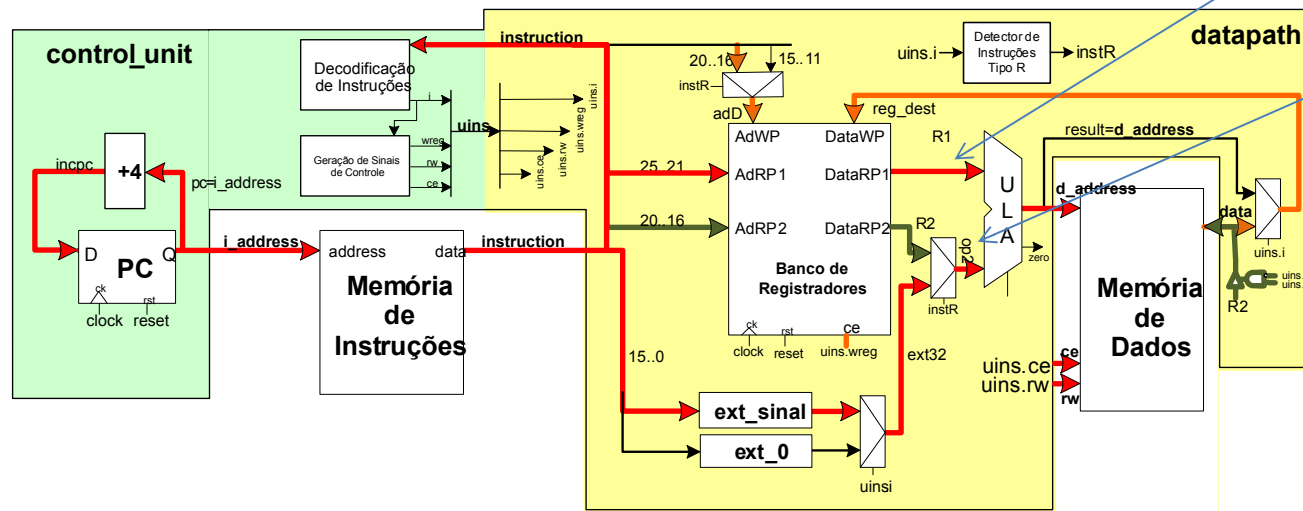 control_unit
instruction
datapath
Decodificação
de Instruções
i
Geração de Sinais
de Controle
wreg
rw
ce
uins
uins.i
uins.wreg
uins.rw
uins.ce
20..16
15..11
instR
adD
uins.i
Detector de
Instruções
Tipo R
instR
reg_dest
incpc
+4
pc=i_address
D
Q
PC
ck
rst
clock
reset
i_address
address
data
instruction
Memória
de
Instruções
25..21
20..16
15..0
AdWP
DataWP
AdRP1
DataRP1
AdRP2
DataRP2
Banco de
Registradores
ck
rst
ce
clock
reset
uins.wreg
R1
R2
op2
instR
ext32
U
L
A
zero
result=d_address
d_address
data
uins.i
uins.
uins.
R2
Memória
de
Dados
uins.ce
ce
uins.rw
rw
ext_sinal
ext_0
uinsi